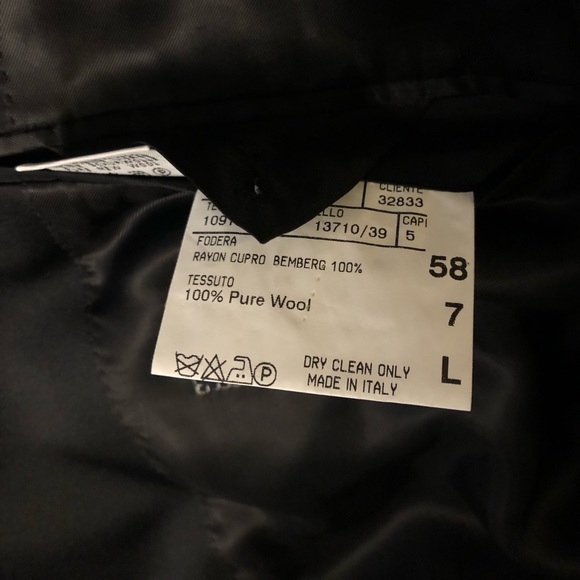 CLIENTE
32833
13710/39
CAPI
5
FODERA
RAYON CUPRO BEMBERG 100%
58
TESSUTO
100% Pure Wool
7
P
DRY CLEAN ONLY
MADE IN ITALY
L